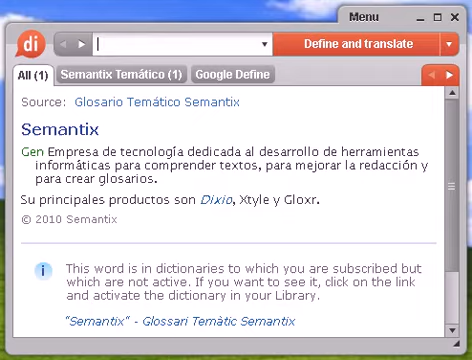 Menu
di
Define and translate
All (1)
Semantix Temático (1)
Google Define
Source: Glosario Temático Semantix
Semantix
Gen Empresa de tecnología dedicada al desarrollo de herramientas
informáticas para comprender textos, para mejorar la redacción y
para crear glosarios.
Su principales productos son Dixio, Xtyle y Gloxr.
© 2010 Semantix
i
This word is in dictionaries to which you are subscribed but
which are not active. If you want to see it, click on the link
and activate the dictionary in your Library.
"Semantix" - Glossari Temàtic Semantix